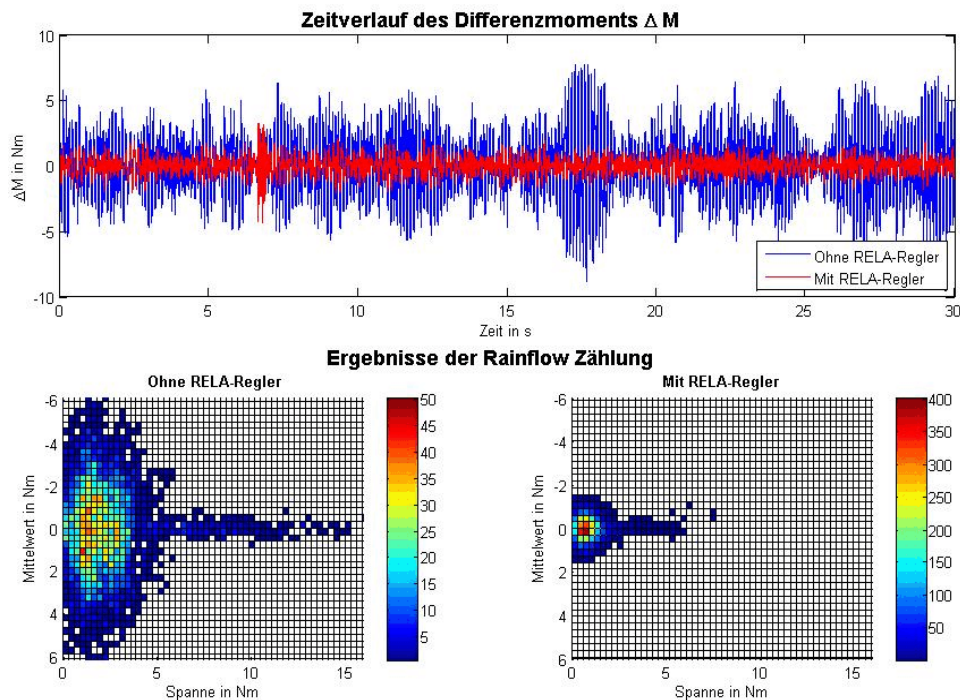 Zeitverlauf des Differenzmoments Δ M
10
5
0
-5
-10
ΔM in Nm
Ohne RELA-Regler
Mit RELA-Regler
0 5 10 15 20 25 30
Zeit in s
Ergebnisse der Rainflow Zählung
Ohne RELA-Regler
-6
-4
-2
0
2
4
6
Mittelwert in Nm
0 5 10 15
Spanne in Nm
50
45
40
35
30
25
20
15
10
5
Mit RELA-Regler
-6
-4
-2
0
2
4
6
Mittelwert in Nm
0 5 10 15
Spanne in Nm
400
350
300
250
200
150
100
50